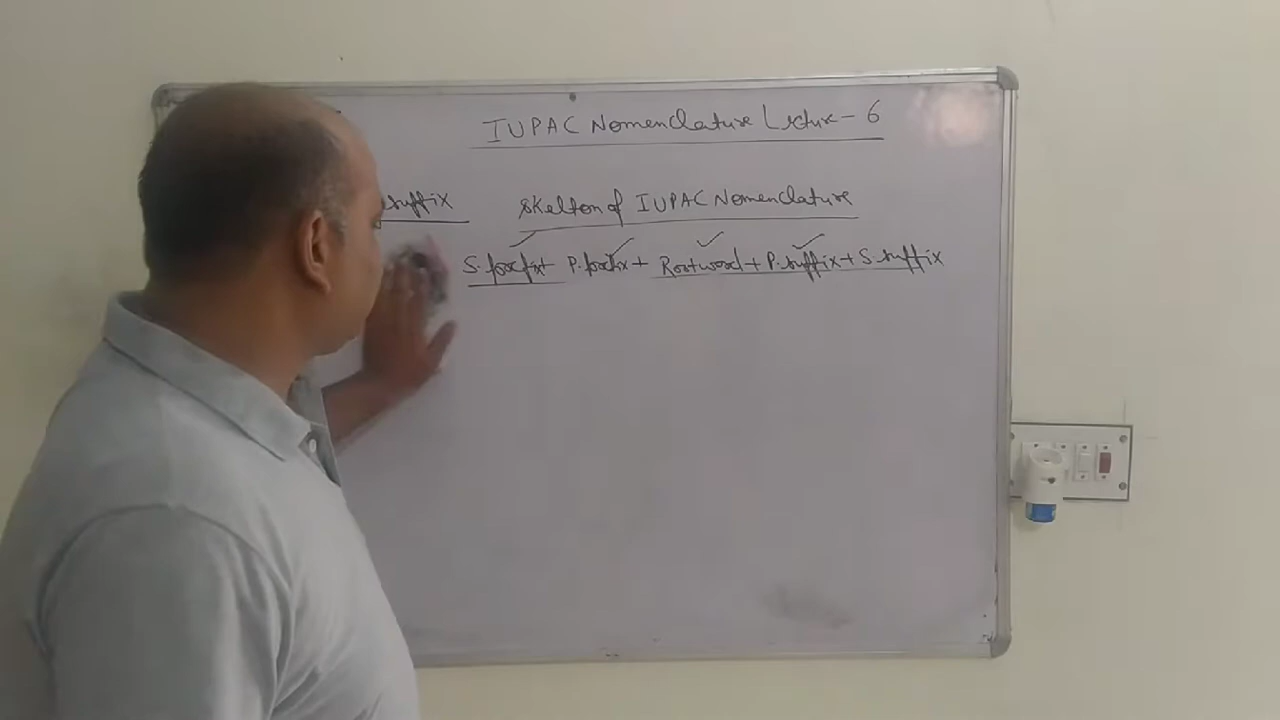 IUPAC Nomenclature Lecture - 6
suffix
Skelton of IUPAC Nomenclature
S. prefix + P. prefix + Rootword + P. suffix + S. suffix